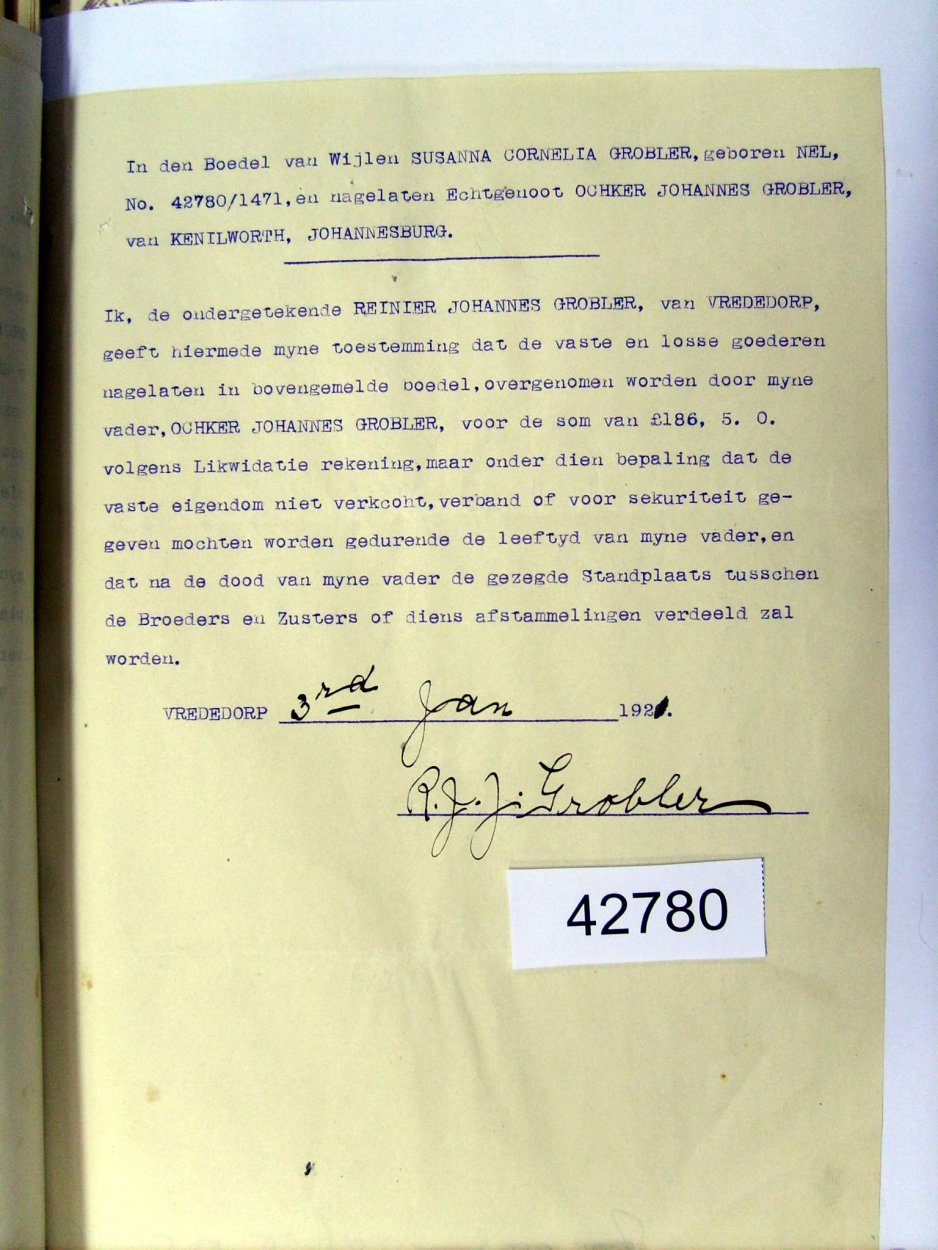 In den Boedel van Wijlen SUSANNA CORNELIA GROBLER, geboren NEL,
No. 42780/1471, en nagelaten Echtgenoot OCHKER JOHANNES GROBLER,
van KENILWORTH, JOHANNESBURG.
Ik, de ondergetekende REINIER JOHANNES GROBLER, van VREDEDORP,
geeft hiermede myne toestemming dat de vaste en losse goederen
nagelaten in bovengemelde boedel, overgenomen worden door myne
vader, OCHKER JOHANNES GROBLER, voor de som van £186, 5. 0.
volgens Likwidatie rekening, maar onder dien bepaling dat de
vaste eigendom niet verkocht, verband of voor sekuriteit ge-
geven mochten worden gedurende de leeftyd van myne vader, en
dat na de dood van myne vader de gezegde Standplaats tusschen
de Broeders en Zusters of diens afstammelingen verdeeld zal
worden.
VREDEDORP 3rd Jan 1921.
R. J. J. Grobler
42780